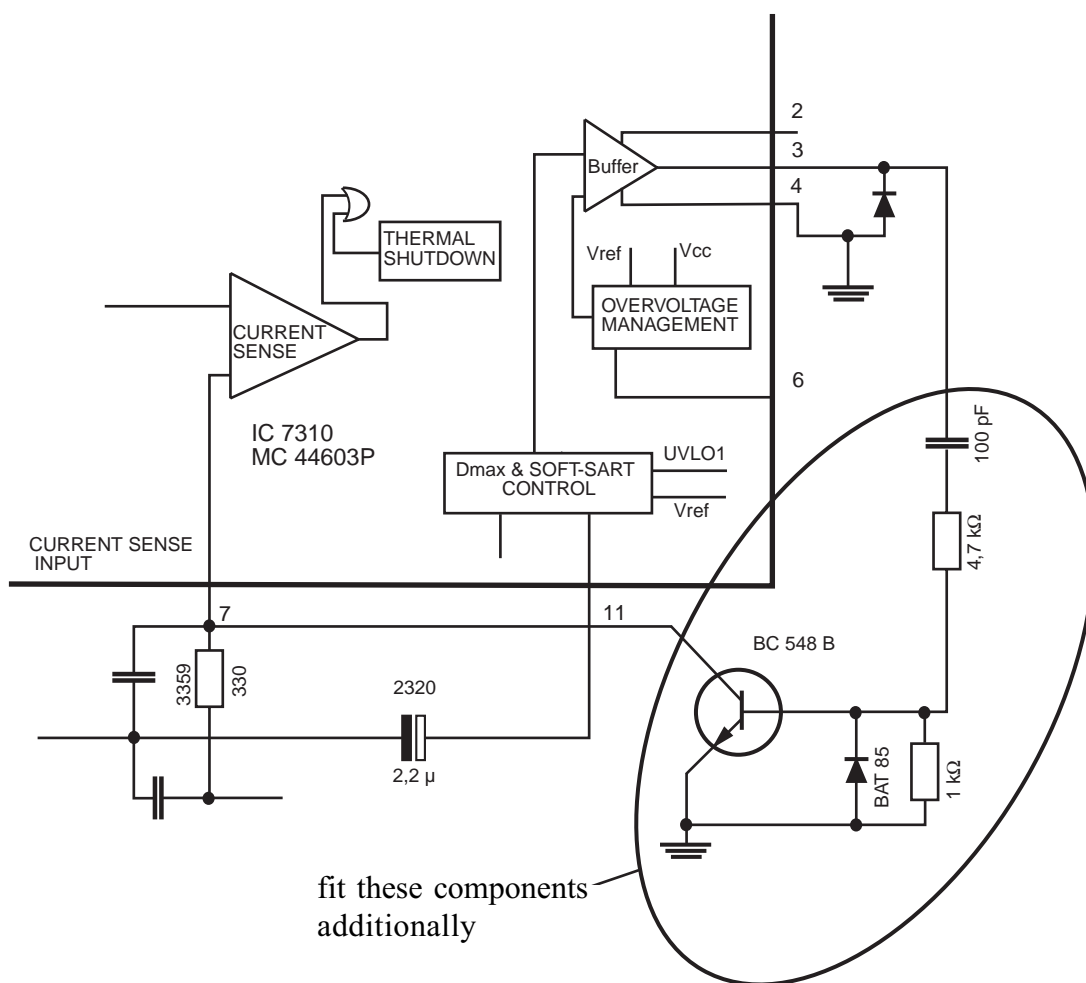 2
3
Buffer
4
THERMAL
SHUTDOWN
Vref
Vcc
OVERVOLTAGE
MANAGEMENT
CURRENT
SENSE
6
IC 7310
MC 44603P
100 pF
UVLO1
Dmax & SOFT-SART
CONTROL
Vref
4,7 kΩ
CURRENT SENSE
INPUT
7
11
BC 548 B
3359
330
2320
2,2 µ
BAT 85
1 kΩ
fit these components
additionally